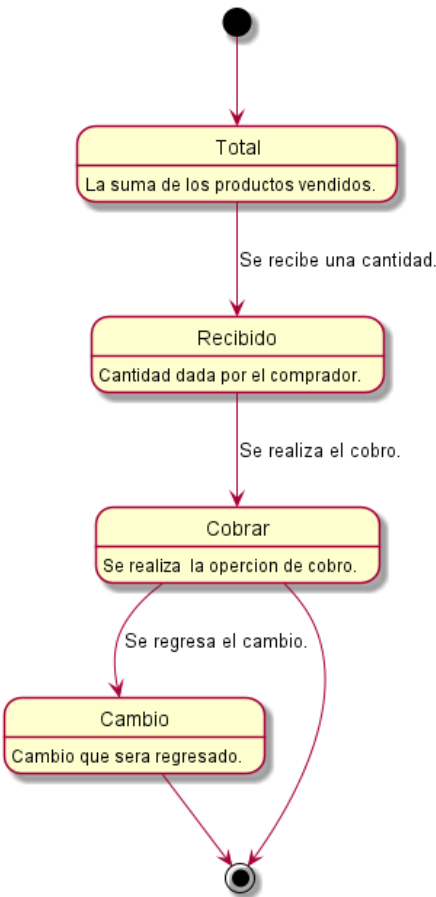 Total
La suma de los productos vendidos.
Se recibe una cantidad.
Recibido
Cantidad dada por el comprador.
Se realiza el cobro.
Cobrar
Se realiza  la opercion de cobro.
Se regresa el cambio.
Cambio
Cambio que sera regresado.